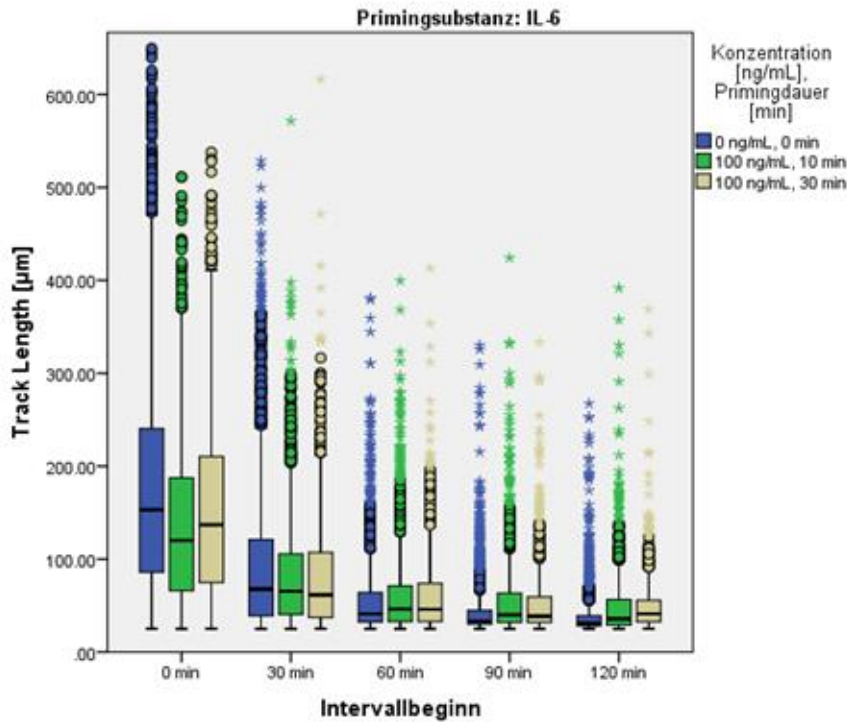 Primingsubstanz: IL-6
Konzentration
[ng/mL],
Primingdauer
[min]
0 ng/mL, 0 min
100 ng/mL, 10 min
100 ng/mL, 30 min
Track Length [µm]
600.00
500.00
400.00
300.00
200.00
100.00
.00
0 min 30 min 60 min 90 min 120 min
Intervallbeginn